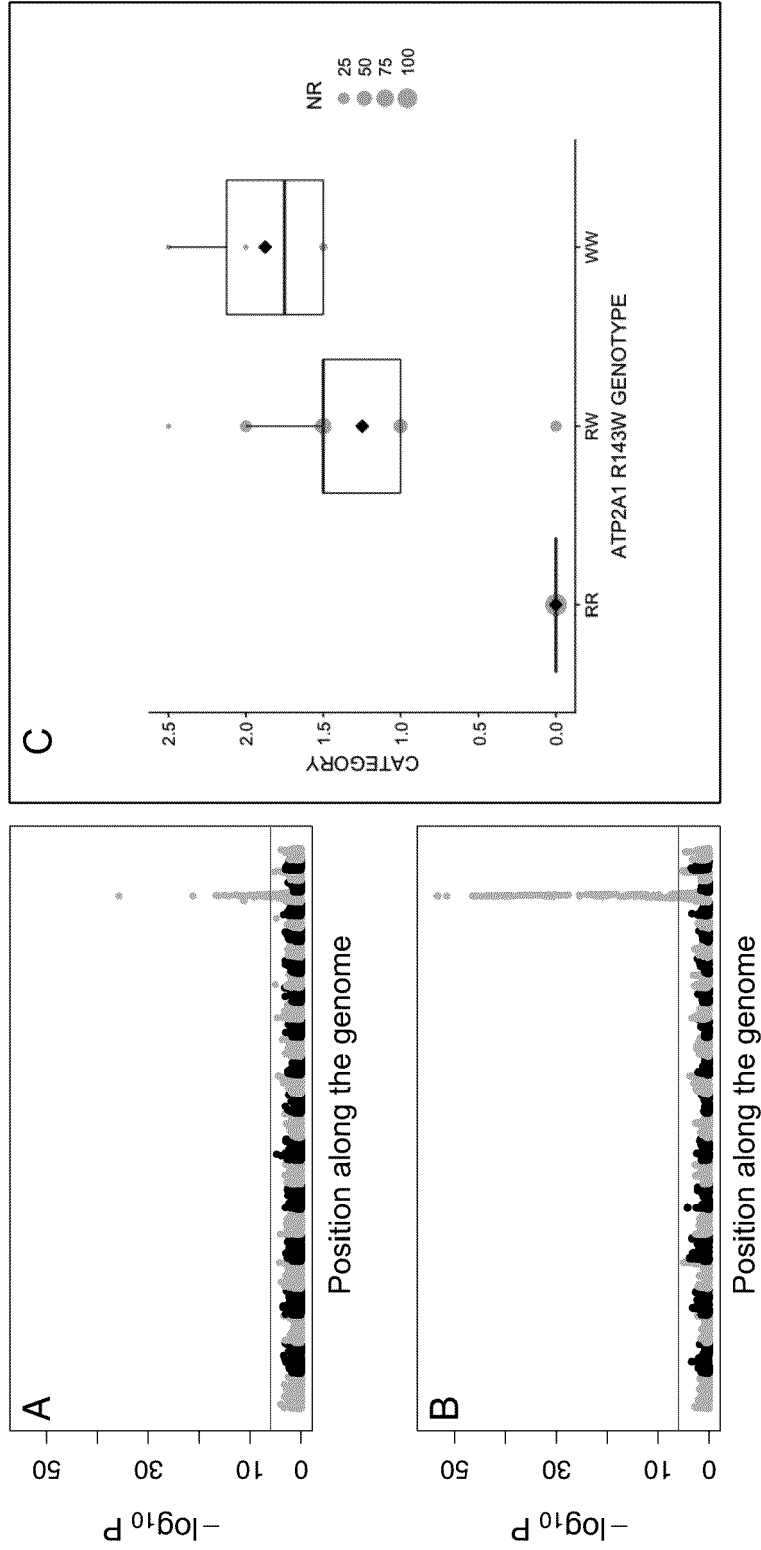 A
−log₁₀ P
50
30
10
0
Position along the genome
B
−log₁₀ P
50
30
10
0
Position along the genome
C
CATEGORY
2.5
2.0
1.5
1.0
0.5
0.0
RR RW WW
ATP2A1 R143W GENOTYPE
NR
25
50
75
100